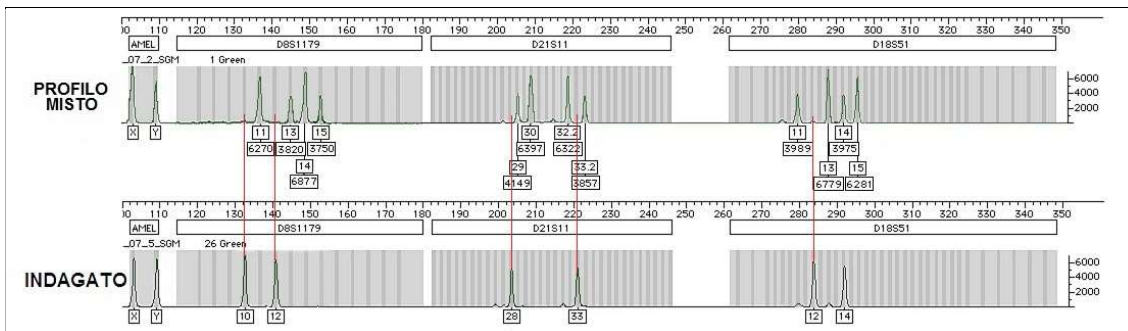 100 110 120 130 140 150 160 170 180 190 200 210 220 230 240 250 260 270 280 290 300 310 320 330 340 350
AMEL D8S1179 D21S11 D18S51
_07_2_SGM 1 Green
PROFILO
MISTO
6000
4000
2000
X Y 11 13 15 30 32.2 11 14
6270 3820 3750 6397 6322 3989 3975
14 29 33.2 13 15
6877 4149 3857 6779 6281
100 110 120 130 140 150 160 170 180 190 200 210 220 230 240 250 260 270 280 290 300 310 320 330 340 350
AMEL D8S1179 D21S11 D18S51
_07_5_SGM 26 Green
INDAGATO
6000
4000
2000
X Y 10 12 28 33 12 14